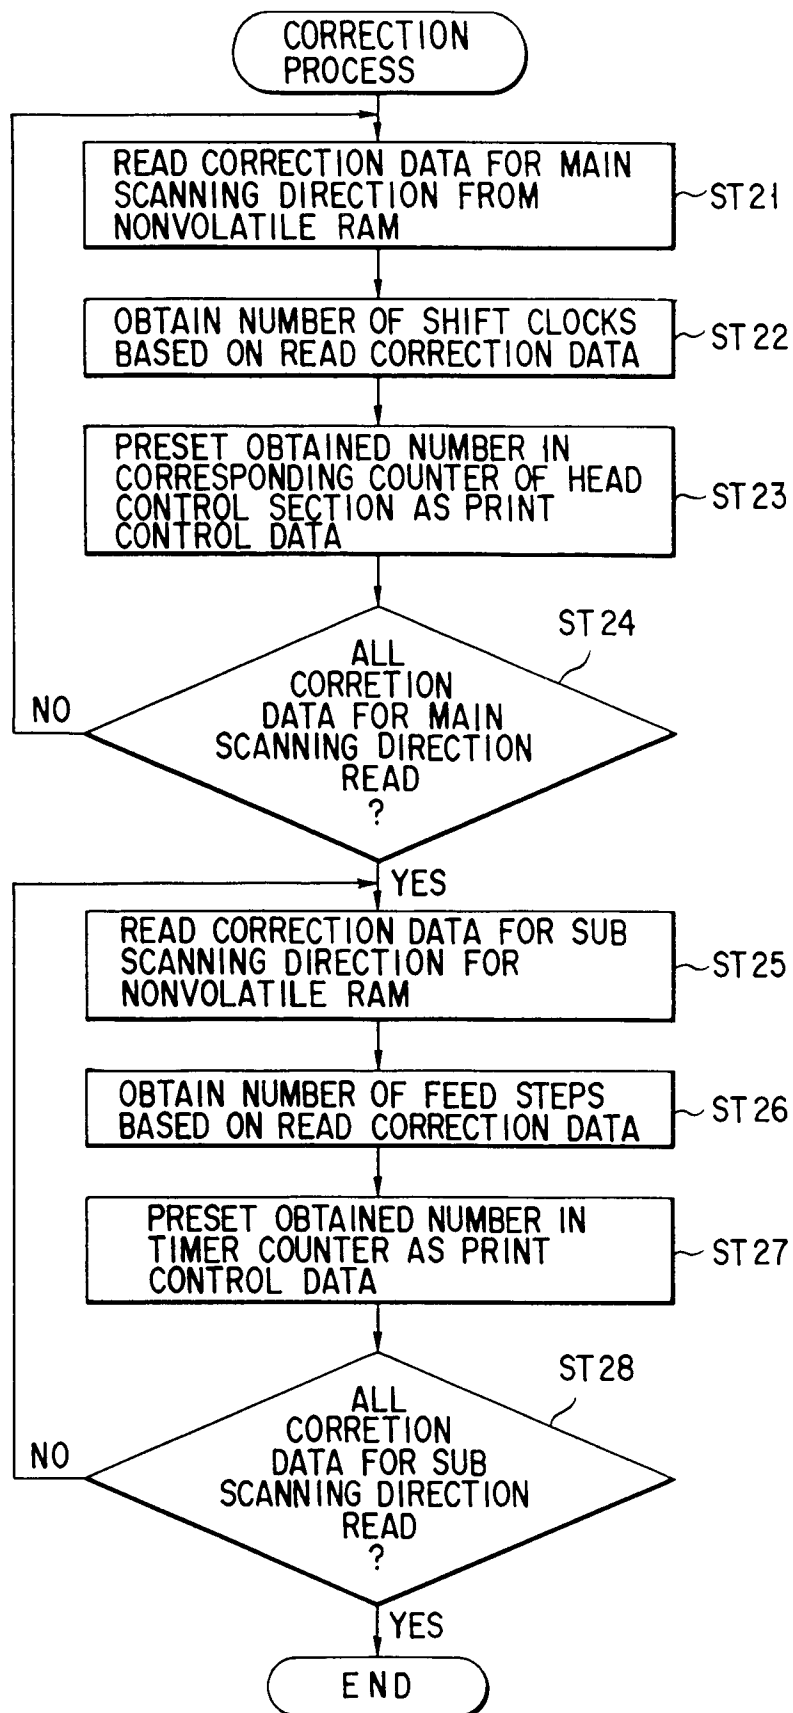 CORRECTION
PROCESS
READ CORRECTION DATA FOR MAIN
SCANNING DIRECTION FROM
NONVOLATILE RAM
ST21
OBTAIN NUMBER OF SHIFT CLOCKS
BASED ON READ CORRECTION DATA
ST22
PRESET OBTAINED NUMBER IN
CORRESPONDING COUNTER OF HEAD
CONTROL SECTION AS PRINT
CONTROL DATA
ST23
ST24
ALL
CORRETION
DATA FOR MAIN
SCANNING DIRECTION
READ
?
NO
YES
READ CORRECTION DATA FOR SUB
SCANNING DIRECTION FOR
NONVOLATILE RAM
ST25
OBTAIN NUMBER OF FEED STEPS
BASED ON READ CORRECTION DATA
ST26
PRESET OBTAINED NUMBER IN
TIMER COUNTER AS PRINT
CONTROL DATA
ST27
ST28
ALL
CORRETION
DATA FOR SUB
SCANNING DIRECTION
READ
?
NO
YES
END